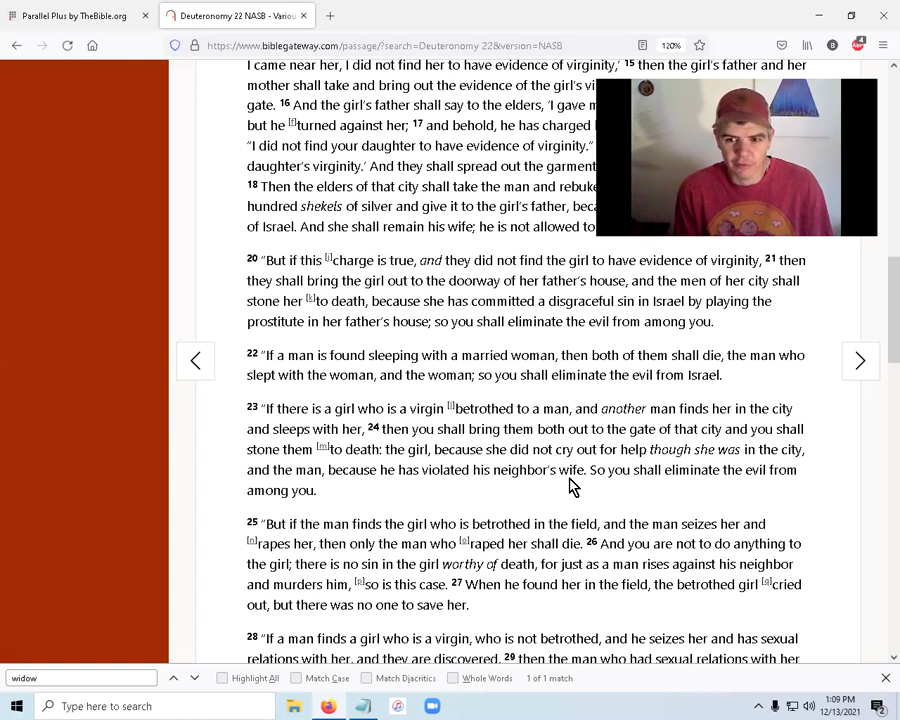 Parallel Plus by TheBible.org
Deuteronomy 22 NASB - Variou
https://www.biblegateway.com/passage/?search=Deuteronomy 22&version=NASB
120%
I came near her, I did not find her to have evidence of virginity,' 15 then the girl's father and her
mother shall take and bring out the evidence of the girl's vi
gate. 16 And the girl's father shall say to the elders, 'I gave m
but he [f]turned against her; 17 and behold, he has charged
"I did not find your daughter to have evidence of virginity."
daughter's virginity.' And they shall spread out the garment
18 Then the elders of that city shall take the man and rebuke
hundred shekels of silver and give it to the girl's father, beca
of Israel. And she shall remain his wife; he is not allowed to
20 "But if this [j]charge is true, and they did not find the girl to have evidence of virginity, 21 then
they shall bring the girl out to the doorway of her father's house, and the men of her city shall
stone her [k]to death, because she has committed a disgraceful sin in Israel by playing the
prostitute in her father's house; so you shall eliminate the evil from among you.
22 "If a man is found sleeping with a married woman, then both of them shall die, the man who
slept with the woman, and the woman; so you shall eliminate the evil from Israel.
23 "If there is a girl who is a virgin [l]betrothed to a man, and another man finds her in the city
and sleeps with her, 24 then you shall bring them both out to the gate of that city and you shall
stone them [m]to death: the girl, because she did not cry out for help though she was in the city,
and the man, because he has violated his neighbor's wife. So you shall eliminate the evil from
among you.
25 "But if the man finds the girl who is betrothed in the field, and the man seizes her and
[n]rapes her, then only the man who [o]raped her shall die. 26 And you are not to do anything to
the girl; there is no sin in the girl worthy of death, for just as a man rises against his neighbor
and murders him, [p]so is this case. 27 When he found her in the field, the betrothed girl [q]cried
out, but there was no one to save her.
28 "If a man finds a girl who is a virgin, who is not betrothed, and he seizes her and has sexual
relations with her, and they are discovered, 29 then the man who had sexual relations with her
widow
Highlight All
Match Case
Match Diacritics
Whole Words
1 of 1 match
Type here to search
1:09 PM
12/13/2021